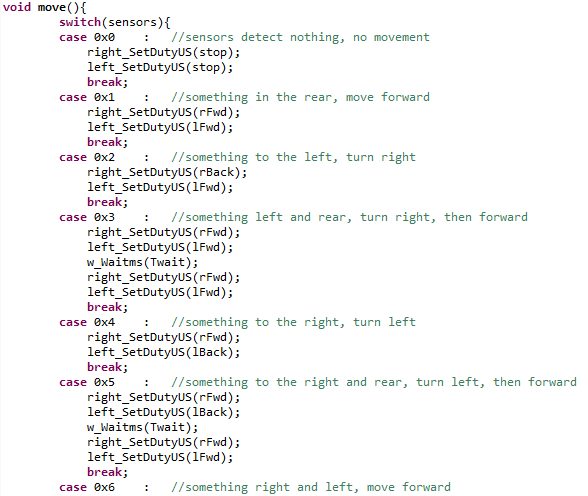 void move(){
        switch(sensors){
        case 0x0    :   //sensors detect nothing, no movement
            right_SetDutyUS(stop);
            left_SetDutyUS(stop);
            break;
        case 0x1    :   //something in the rear, move forward
            right_SetDutyUS(rFwd);
            left_SetDutyUS(lFwd);
            break;
        case 0x2    :   //something to the left, turn right
            right_SetDutyUS(rBack);
            left_SetDutyUS(lFwd);
            break;
        case 0x3    :   //something left and rear, turn right, then forward
            right_SetDutyUS(rFwd);
            left_SetDutyUS(lFwd);
            w_Waitms(Twait);
            right_SetDutyUS(rFwd);
            left_SetDutyUS(lFwd);
            break;
        case 0x4    :   //something to the right, turn left
            right_SetDutyUS(rFwd);
            left_SetDutyUS(lBack);
            break;
        case 0x5    :   //something to the right and rear, turn left, then forward
            right_SetDutyUS(rFwd);
            left_SetDutyUS(lBack);
            w_Waitms(Twait);
            right_SetDutyUS(rFwd);
            left_SetDutyUS(lFwd);
            break;
        case 0x6    :   //something right and left, move forward